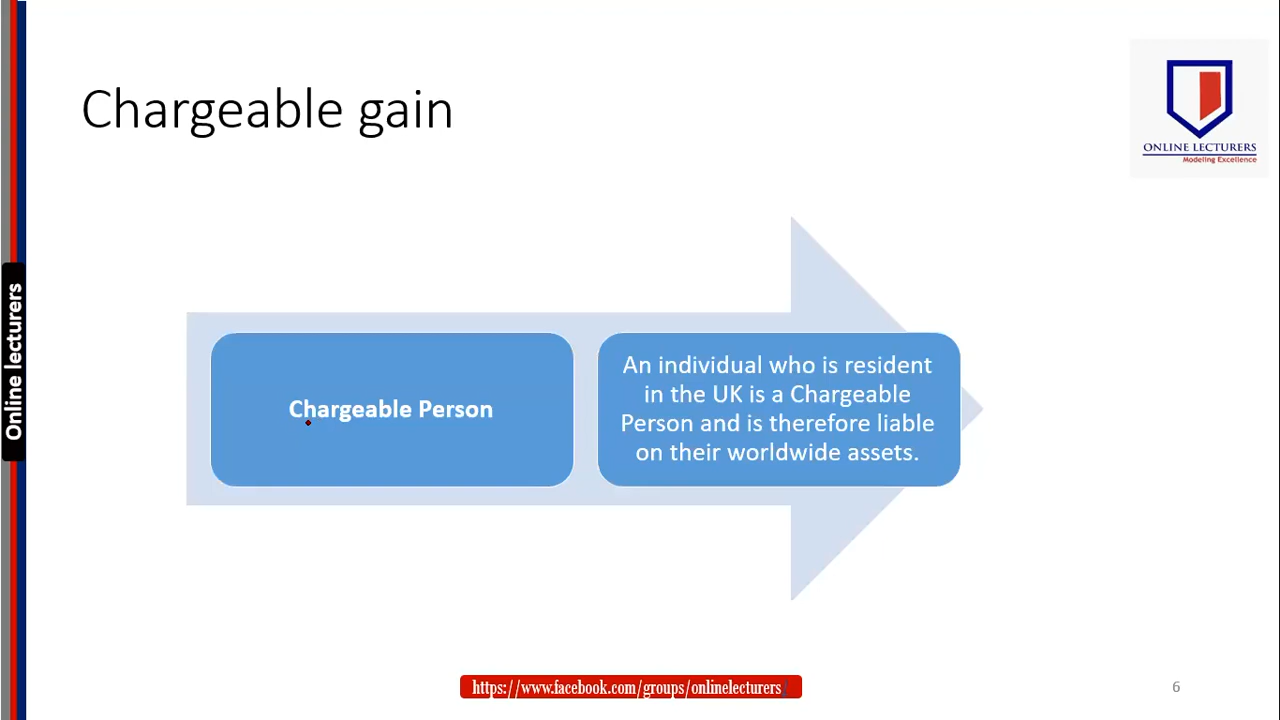 Chargeable gain
ONLINE LECTURERS
Modeling Excellence
Online lecturers
Chargeable Person
An individual who is resident
in the UK is a Chargeable
Person and is therefore liable
on their worldwide assets.
https://www.facebook.com/groups/onlinelecturers/
6